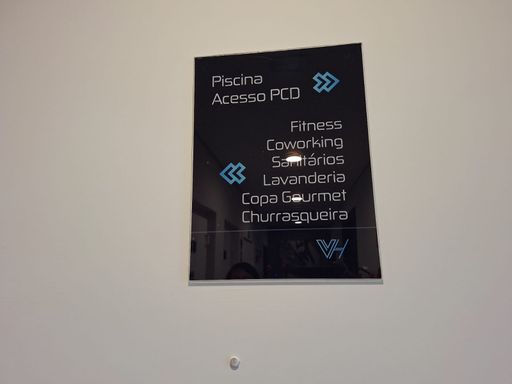 Piscina
Acesso PCD
Fitness
Coworking
Sanitários
Lavanderia
Copa Gourmet
Churrasqueira
VH